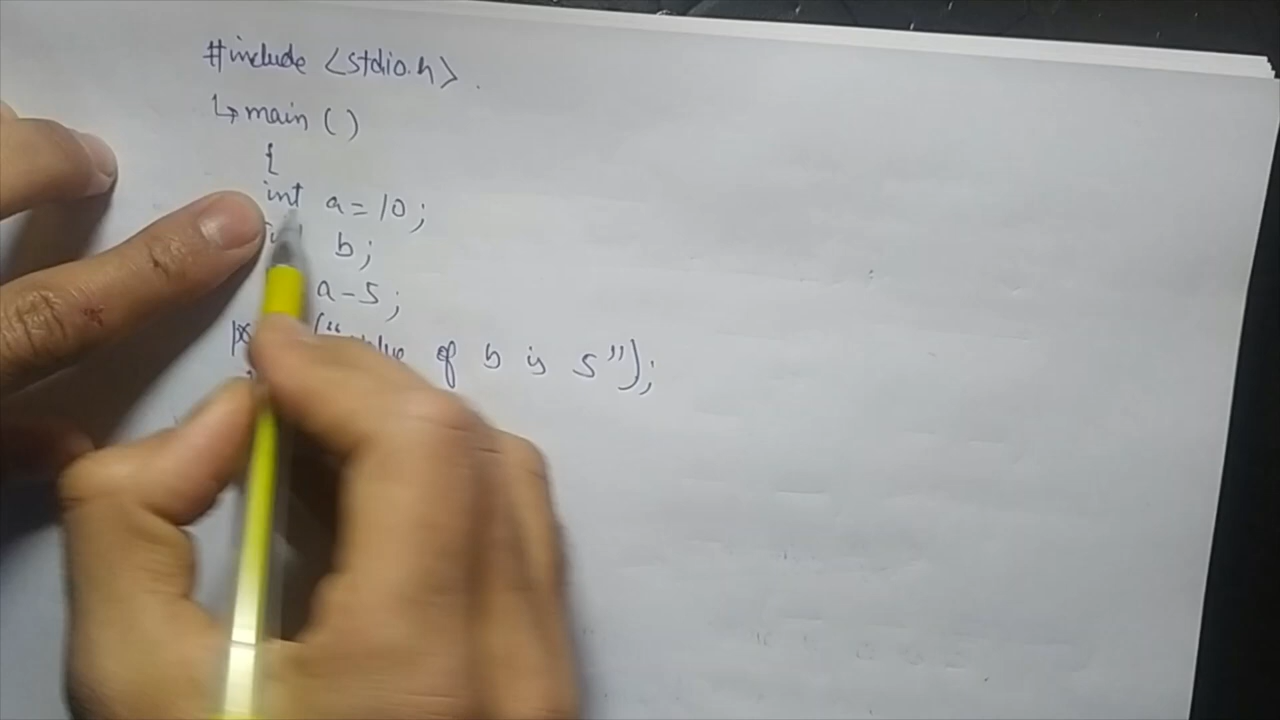 #include <stdio.h>.
↳main ()
{
int a = 10;
b;
a-5;
of b is 5");